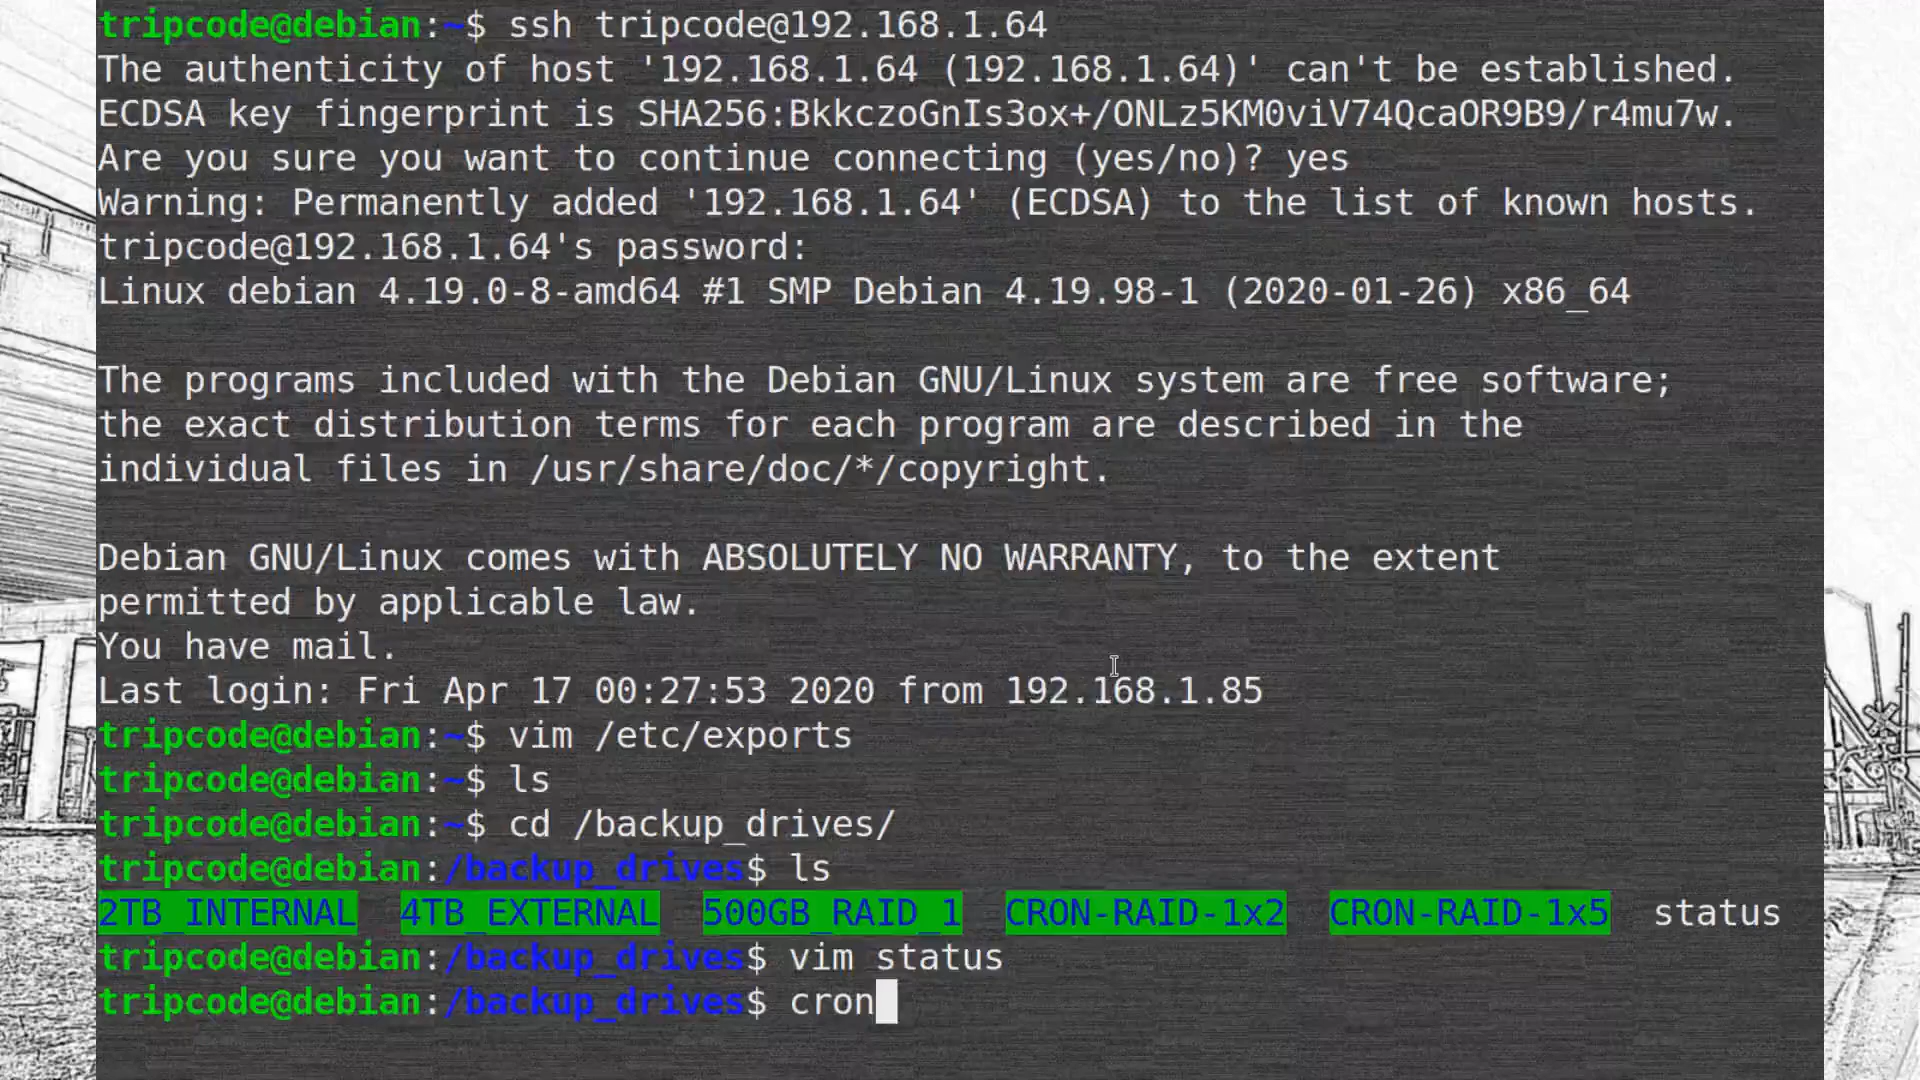 tripcode@debian:~$ ssh tripcode@192.168.1.64
The authenticity of host '192.168.1.64 (192.168.1.64)' can't be established.
ECDSA key fingerprint is SHA256:BkkczoGnIs3ox+/ONLz5KM0viV74QcaOR9B9/r4mu7w.
Are you sure you want to continue connecting (yes/no)? yes
Warning: Permanently added '192.168.1.64' (ECDSA) to the list of known hosts.
tripcode@192.168.1.64's password:
Linux debian 4.19.0-8-amd64 #1 SMP Debian 4.19.98-1 (2020-01-26) x86_64
The programs included with the Debian GNU/Linux system are free software;
the exact distribution terms for each program are described in the
individual files in /usr/share/doc/*/copyright.
Debian GNU/Linux comes with ABSOLUTELY NO WARRANTY, to the extent
permitted by applicable law.
You have mail.
Last login: Fri Apr 17 00:27:53 2020 from 192.168.1.85
tripcode@debian:~$ vim /etc/exports
tripcode@debian:~$ ls
tripcode@debian:~$ cd /backup_drives/
tripcode@debian:/backup_drives$ ls
2TB_INTERNAL 4TB_EXTERNAL 500GB_RAID_1 CRON-RAID-1x2 CRON-RAID-1x5 status
tripcode@debian:/backup_drives$ vim status
tripcode@debian:/backup_drives$ cron